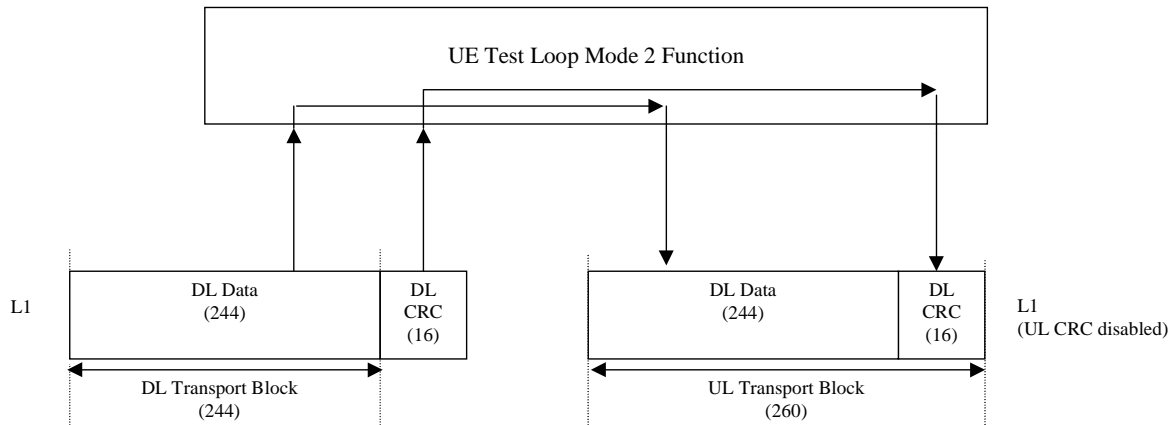 UE Test Loop Mode 2 Function
L1
DL Data
(244)
DL
CRC
(16)
DL Transport Block
(244)
DL Data
(244)
DL
CRC
(16)
UL Transport Block
(260)
L1
(UL CRC disabled)